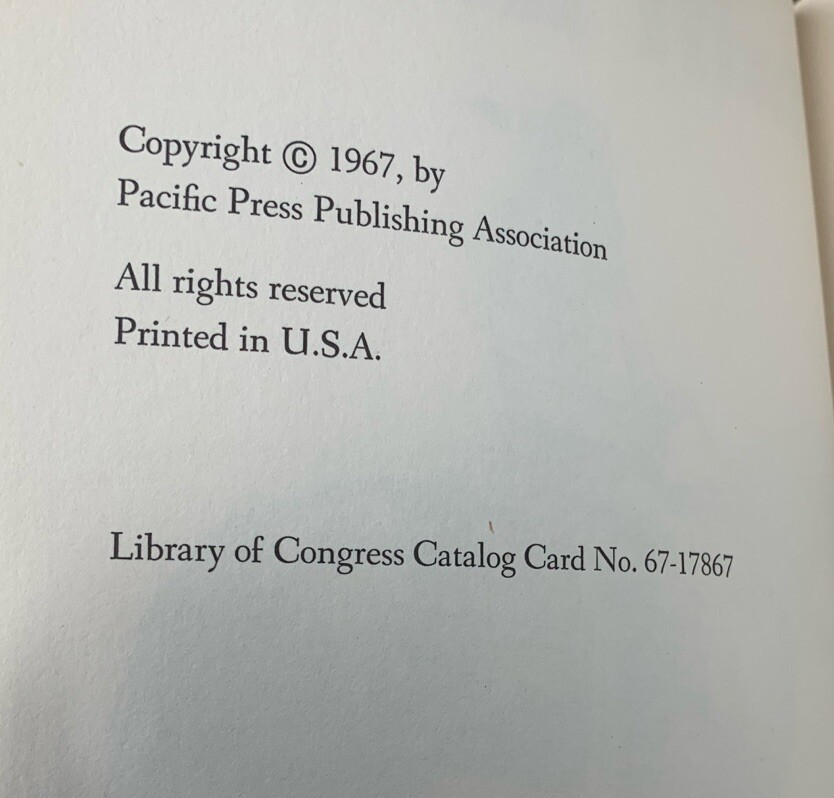 Copyright © 1967, by
Pacific Press Publishing Association
All rights reserved
Printed in U.S.A.
Library of Congress Catalog Card No. 67-17867